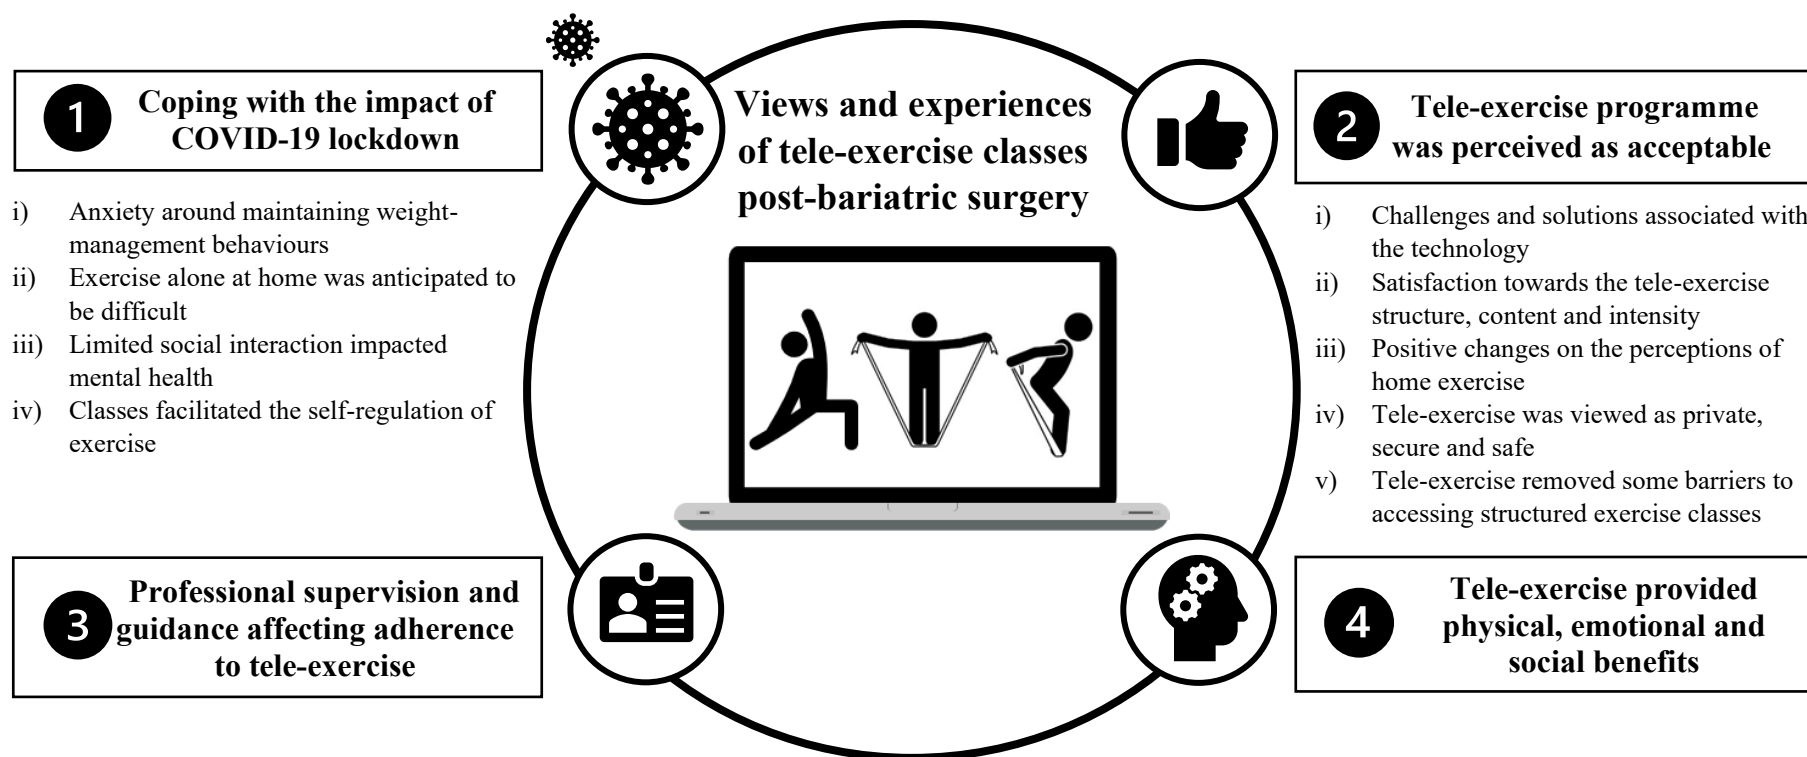 Views and experiences
of tele-exercise classes
post-bariatric surgery
1
Coping with the impact of
COVID-19 lockdown
i) Anxiety around maintaining weight-
management behaviours
ii) Exercise alone at home was anticipated to
be difficult
iii) Limited social interaction impacted
mental health
iv) Classes facilitated the self-regulation of
exercise
2
Tele-exercise programme
was perceived as acceptable
i) Challenges and solutions associated with
the technology
ii) Satisfaction towards the tele-exercise
structure, content and intensity
iii) Positive changes on the perceptions of
home exercise
iv) Tele-exercise was viewed as private,
secure and safe
v) Tele-exercise removed some barriers to
accessing structured exercise classes
3
Professional supervision and
guidance affecting adherence
to tele-exercise
4
Tele-exercise provided
physical, emotional and
social benefits